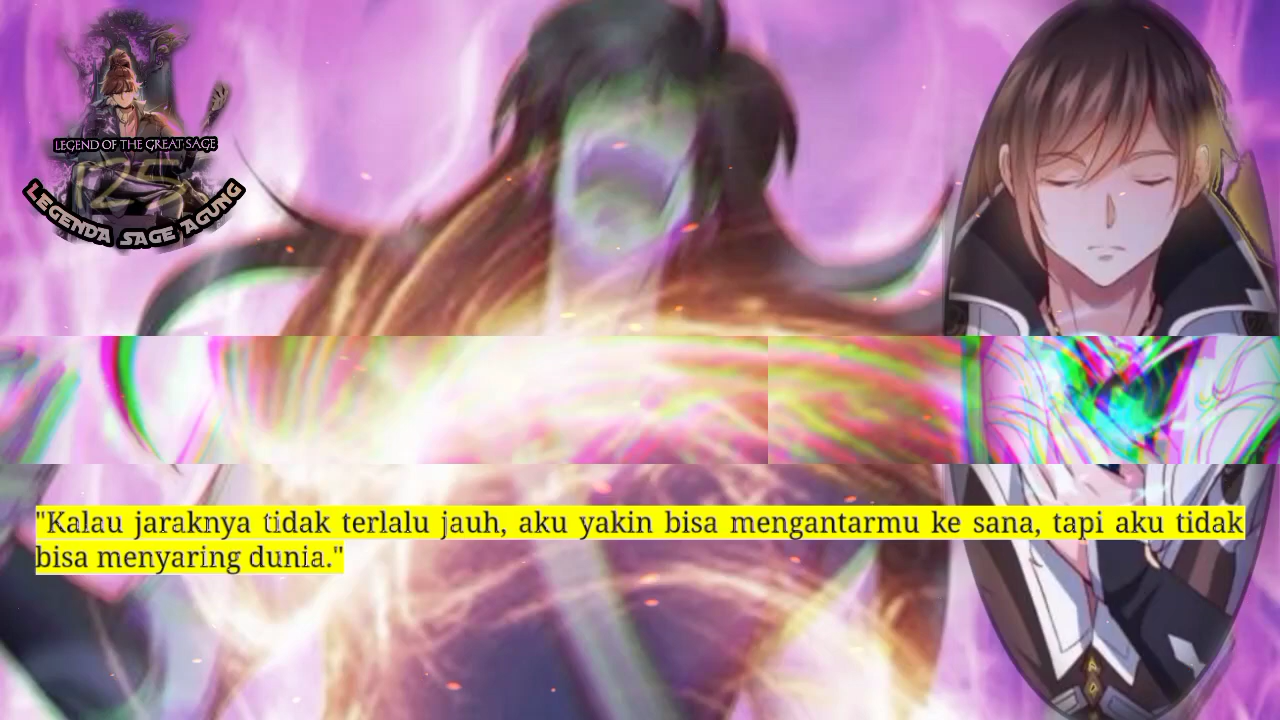 LEGEND OF THE GREAT SAGE
125
LEGENDA SAGE AGUNG
"Kalau jaraknya tidak terlalu jauh, aku yakin bisa mengantarmu ke sana, tapi aku tidak
bisa menyaring dunia."